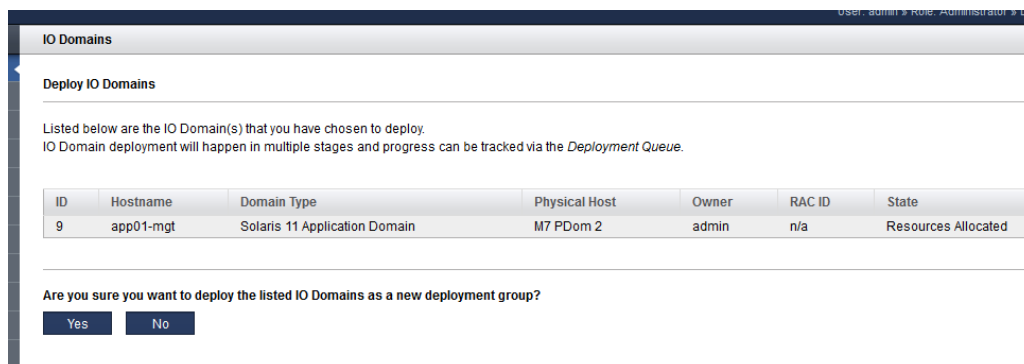 User: admin » Role: Administrator »
IO Domains
Deploy IO Domains
Listed below are the IO Domain(s) that you have chosen to deploy.
IO Domain deployment will happen in multiple stages and progress can be tracked via the Deployment Queue.
ID Hostname Domain Type Physical Host Owner RAC ID State
9 app01-mgt Solaris 11 Application Domain M7 PDom 2 admin n/a Resources Allocated
Are you sure you want to deploy the listed IO Domains as a new deployment group?
Yes No